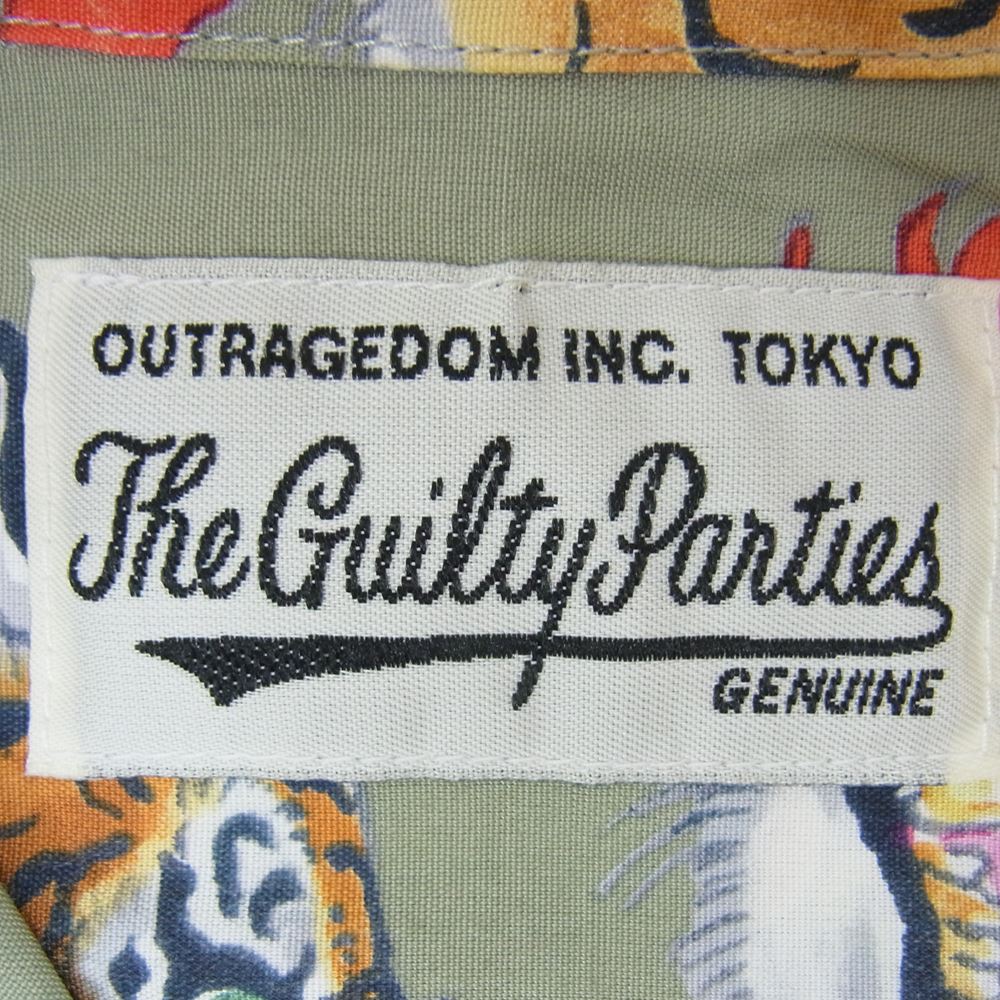 OUTRAGEDOM INC. TOKYO
The Guilty Parties
GENUINE